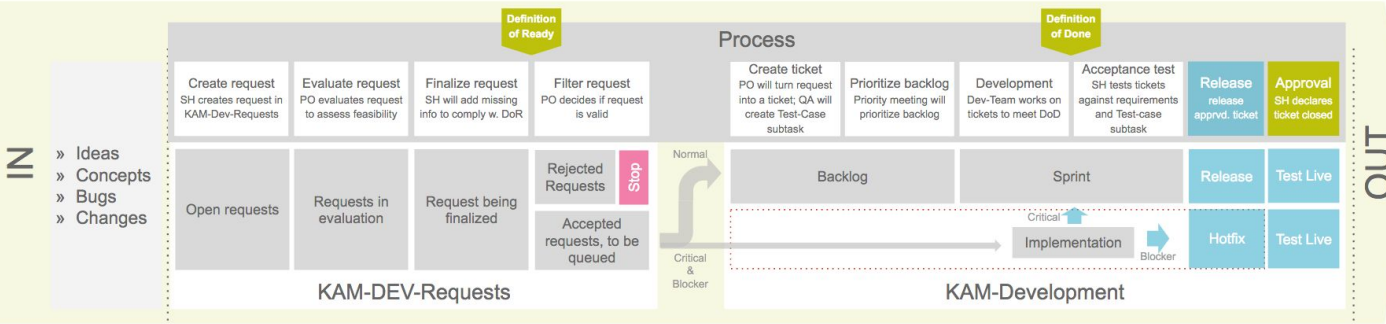 Definition
of Ready
Definition
of Done
Process
Create request
SH creates request in
KAM-Dev-Requests
Evaluate request
PO evaluates request
to assess feasibility
Finalize request
SH will add missing
info to comply w. DoR
Filter request
PO decides if request
is valid
Create ticket
PO will turn request
into a ticket; QA will
create Test-Case
subtask
Prioritize backlog
Priority meeting will
prioritize backlog
Development
Dev-Team works on
tickets to meet DoD
Acceptance test
SH tests tickets
against requirements
and Test-case
subtask
Release
release
apprvd. ticket
Approval
SH declares
ticket closed
IN
» Ideas
» Concepts
» Bugs
» Changes
Open requests
Requests in
evaluation
Request being
finalized
Rejected
Requests
Stop
Accepted
requests, to be
queued
Normal
Critical
&
Blocker
Backlog
Sprint
Release
Test Live
Critical
Implementation
Blocker
Hotfix
Test Live
OUT
KAM-DEV-Requests
KAM-Development